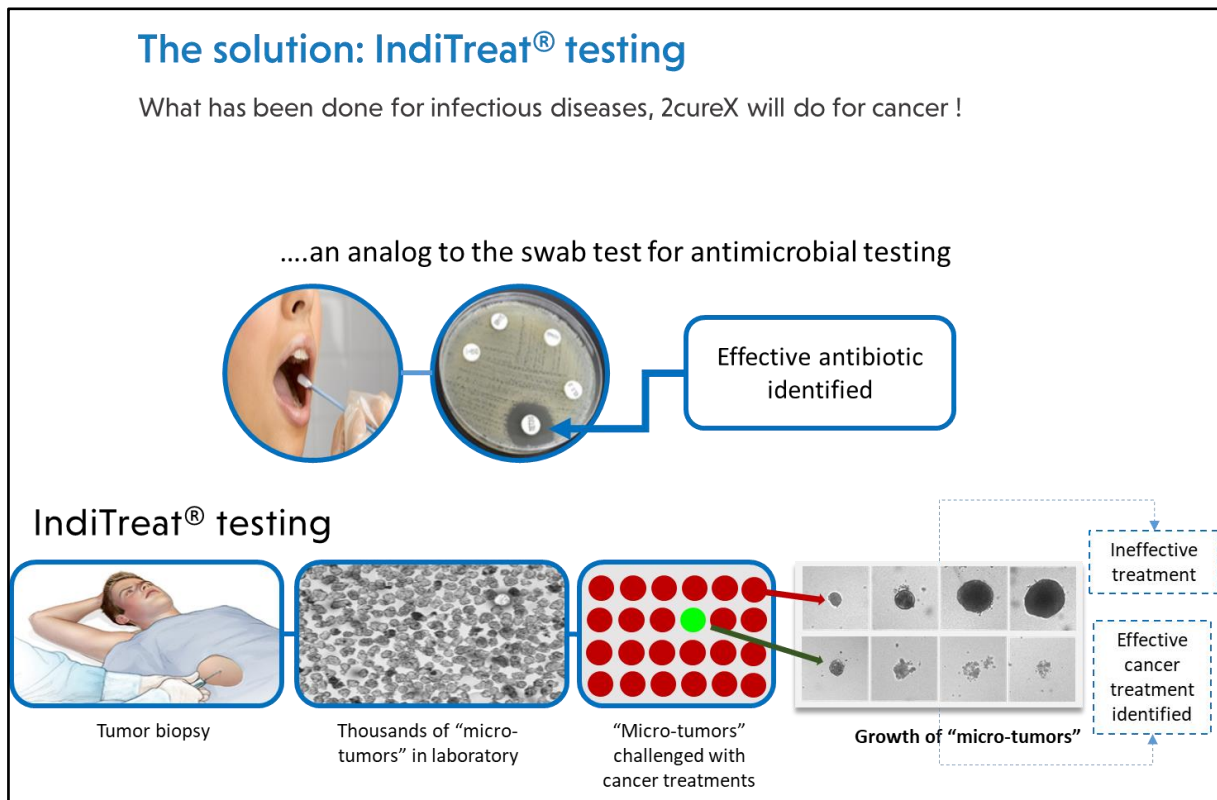 The solution: IndiTreat® testing
What has been done for infectious diseases, 2cureX will do for cancer !
....an analog to the swab test for antimicrobial testing
Effective antibiotic
identified
IndiTreat® testing
Ineffective
treatment
Effective
cancer
treatment
identified
Tumor biopsy
Thousands of “micro-
tumors” in laboratory
“Micro-tumors”
challenged with
cancer treatments
Growth of “micro-tumors”